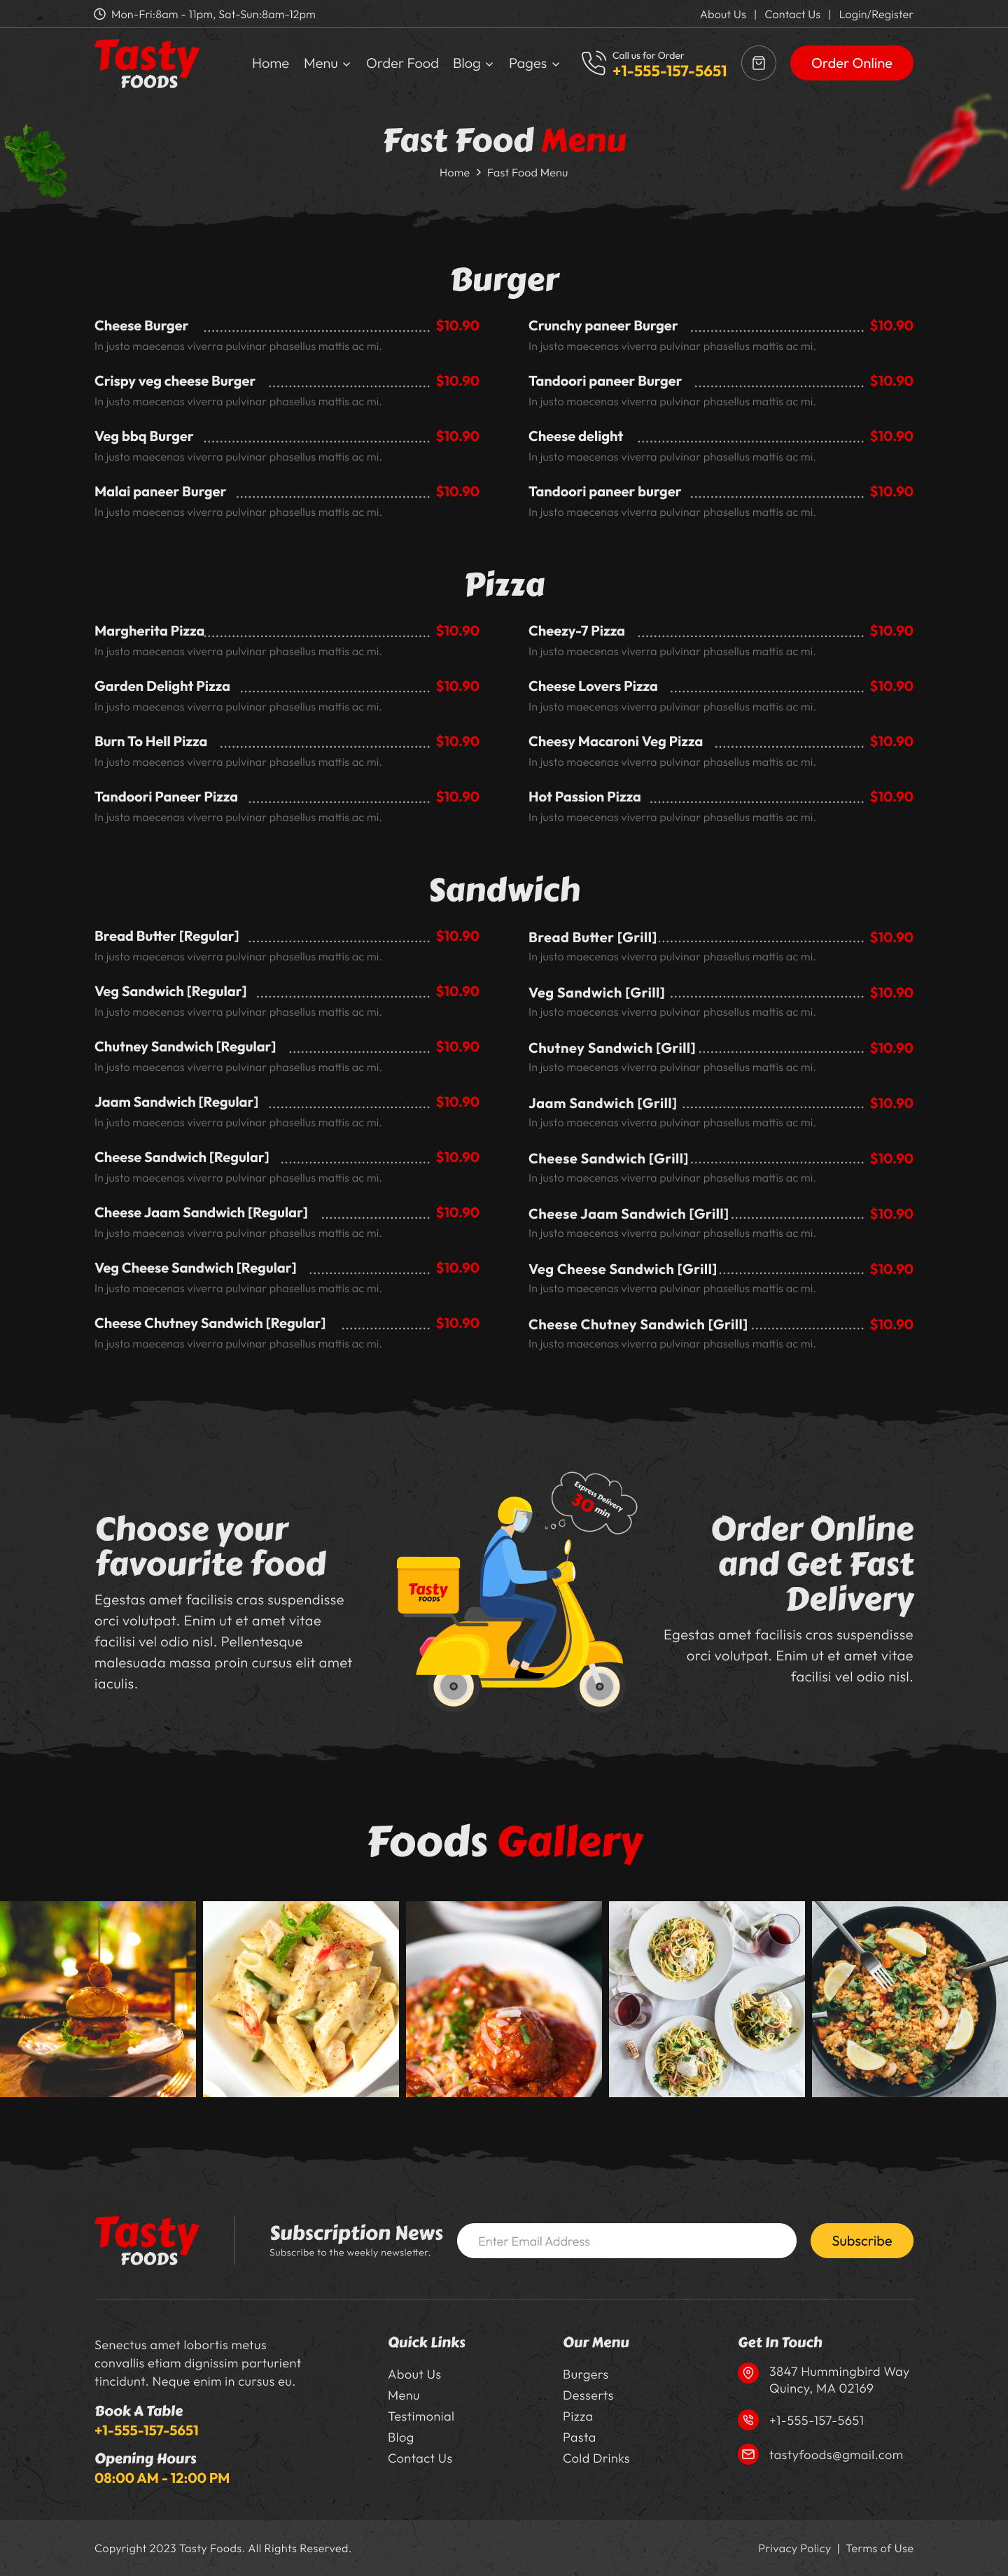 Mon-Fri:8am - 11pm, Sat-Sun:8am-12pm
About Us | Contact Us | Login/Register
Tasty
FOODS
Home Menu Order Food Blog Pages
Call us for Order
+1-555-157-5651
Order Online
Fast Food Menu
Home > Fast Food Menu
Burger
Cheese Burger $10.90
In justo maecenas viverra pulvinar phasellus mattis ac mi.
Crispy veg cheese Burger $10.90
In justo maecenas viverra pulvinar phasellus mattis ac mi.
Veg bbq Burger $10.90
In justo maecenas viverra pulvinar phasellus mattis ac mi.
Malai paneer Burger $10.90
In justo maecenas viverra pulvinar phasellus mattis ac mi.
Crunchy paneer Burger $10.90
In justo maecenas viverra pulvinar phasellus mattis ac mi.
Tandoori paneer Burger $10.90
In justo maecenas viverra pulvinar phasellus mattis ac mi.
Cheese delight $10.90
In justo maecenas viverra pulvinar phasellus mattis ac mi.
Tandoori paneer burger $10.90
In justo maecenas viverra pulvinar phasellus mattis ac mi.
Pizza
Margherita Pizza $10.90
In justo maecenas viverra pulvinar phasellus mattis ac mi.
Garden Delight Pizza $10.90
In justo maecenas viverra pulvinar phasellus mattis ac mi.
Burn To Hell Pizza $10.90
In justo maecenas viverra pulvinar phasellus mattis ac mi.
Tandoori Paneer Pizza $10.90
In justo maecenas viverra pulvinar phasellus mattis ac mi.
Cheezy-7 Pizza $10.90
In justo maecenas viverra pulvinar phasellus mattis ac mi.
Cheese Lovers Pizza $10.90
In justo maecenas viverra pulvinar phasellus mattis ac mi.
Cheesy Macaroni Veg Pizza $10.90
In justo maecenas viverra pulvinar phasellus mattis ac mi.
Hot Passion Pizza $10.90
In justo maecenas viverra pulvinar phasellus mattis ac mi.
Sandwich
Bread Butter [Regular] $10.90
In justo maecenas viverra pulvinar phasellus mattis ac mi.
Veg Sandwich [Regular] $10.90
In justo maecenas viverra pulvinar phasellus mattis ac mi.
Chutney Sandwich [Regular] $10.90
In justo maecenas viverra pulvinar phasellus mattis ac mi.
Jaam Sandwich [Regular] $10.90
In justo maecenas viverra pulvinar phasellus mattis ac mi.
Cheese Sandwich [Regular] $10.90
In justo maecenas viverra pulvinar phasellus mattis ac mi.
Cheese Jaam Sandwich [Regular] $10.90
In justo maecenas viverra pulvinar phasellus mattis ac mi.
Veg Cheese Sandwich [Regular] $10.90
In justo maecenas viverra pulvinar phasellus mattis ac mi.
Cheese Chutney Sandwich [Regular] $10.90
In justo maecenas viverra pulvinar phasellus mattis ac mi.
Bread Butter [Grill] $10.90
In justo maecenas viverra pulvinar phasellus mattis ac mi.
Veg Sandwich [Grill] $10.90
In justo maecenas viverra pulvinar phasellus mattis ac mi.
Chutney Sandwich [Grill] $10.90
In justo maecenas viverra pulvinar phasellus mattis ac mi.
Jaam Sandwich [Grill] $10.90
In justo maecenas viverra pulvinar phasellus mattis ac mi.
Cheese Sandwich [Grill] $10.90
In justo maecenas viverra pulvinar phasellus mattis ac mi.
Cheese Jaam Sandwich [Grill] $10.90
In justo maecenas viverra pulvinar phasellus mattis ac mi.
Veg Cheese Sandwich [Grill] $10.90
In justo maecenas viverra pulvinar phasellus mattis ac mi.
Cheese Chutney Sandwich [Grill] $10.90
In justo maecenas viverra pulvinar phasellus mattis ac mi.
Choose your
favourite food
Egestas amet facilisis cras suspendisse
orci volutpat. Enim ut et amet vitae
facilisi vel odio nisl. Pellentesque
malesuada massa proin cursus elit amet
iaculis.
Express Delivery
30 min
Tasty
FOODS
Order Online
and Get Fast
Delivery
Egestas amet facilisis cras suspendisse
orci volutpat. Enim ut et amet vitae
facilisi vel odio nisl.
Foods Gallery
Tasty
FOODS
Subscription News
Subscribe to the weekly newsletter.
Enter Email Address
Subscribe
Senectus amet lobortis metus
convallis etiam dignissim parturient
tincidunt. Neque enim in cursus eu.
Book A Table
+1-555-157-5651
Opening Hours
08:00 AM - 12:00 PM
Quick Links
About Us
Menu
Testimonial
Blog
Contact Us
Our Menu
Burgers
Desserts
Pizza
Pasta
Cold Drinks
Get In Touch
3847 Hummingbird Way
Quincy, MA 02169
+1-555-157-5651
tastyfoods@gmail.com
Copyright 2023 Tasty Foods. All Rights Reserved.
Privacy Policy | Terms of Use